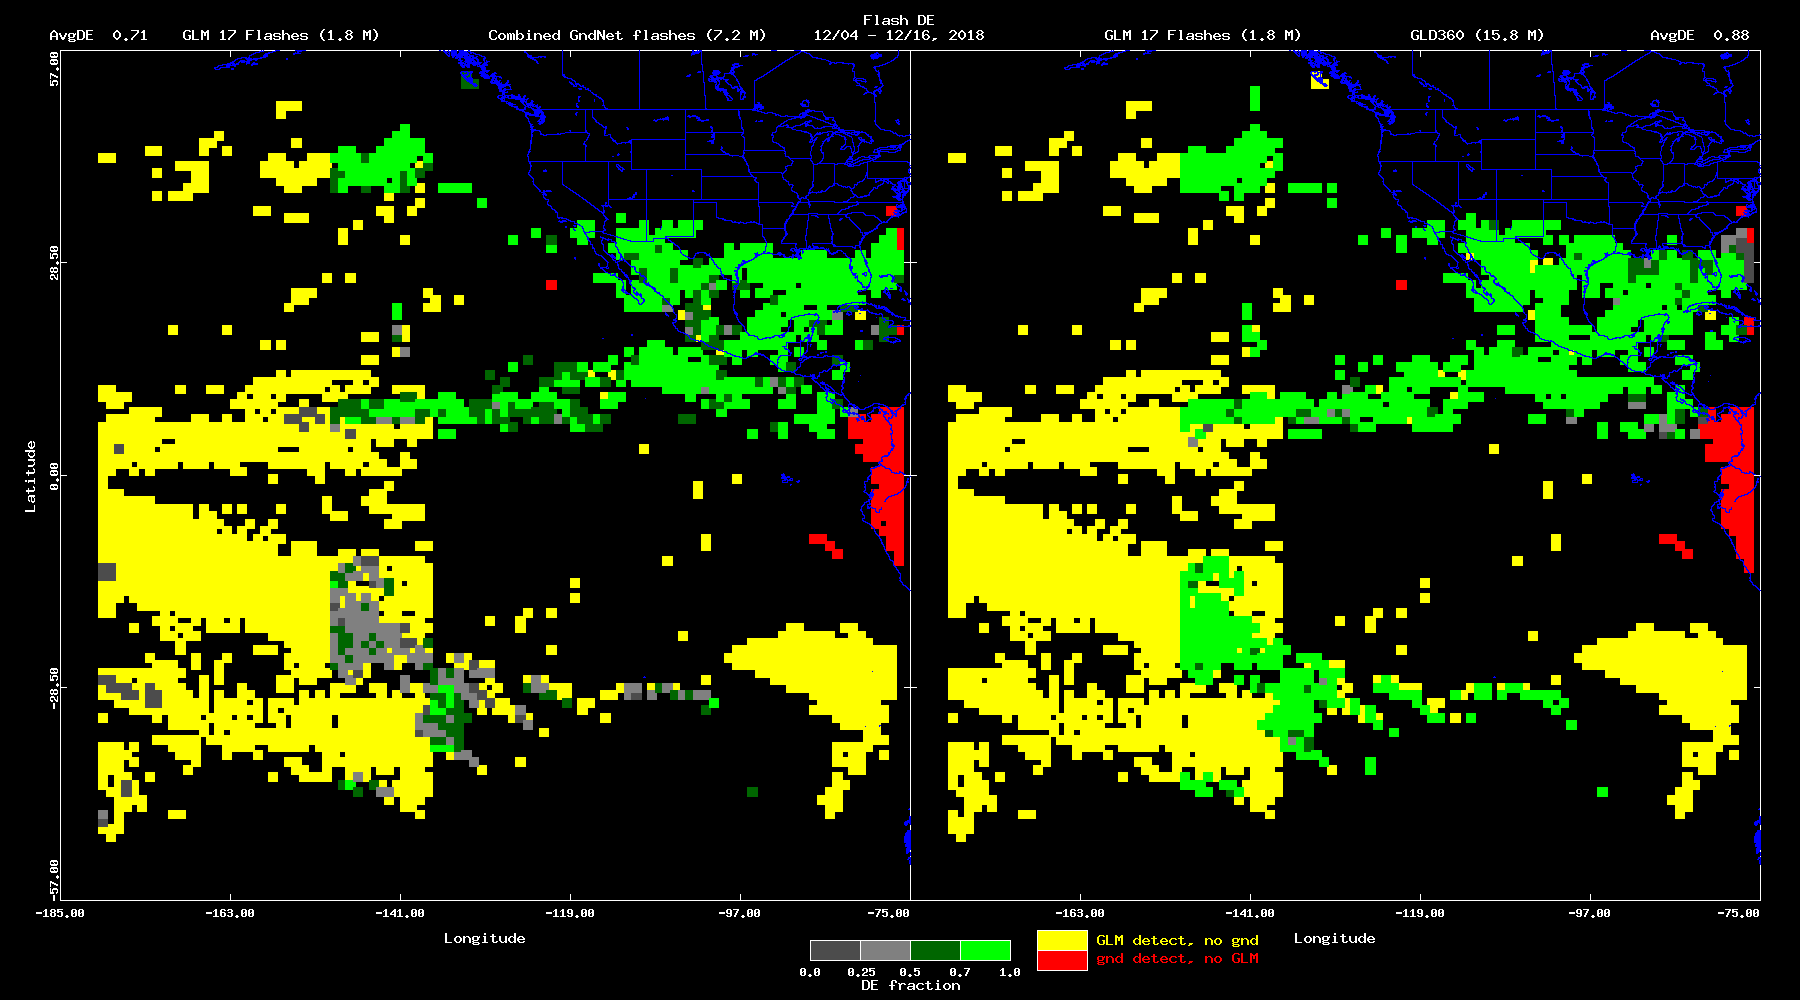 Flash DE
AvgDE 0.71 GLM 17 Flashes (1.8 M) Combined GndNet flashes (7.2 M) 12/04 - 12/16, 2018 GLM 17 Flashes (1.8 M) GLD360 (15.8 M) AvgDE 0.88
57.00
28.50
0.00
-28.50
-57.00
Latitude
-185.00 -163.00 -141.00 -119.00 -97.00 -75.00 -163.00 -141.00 -119.00 -97.00 -75.00
Longitude Longitude
GLM detect, no gnd
gnd detect, no GLM
0.0 0.25 0.5 0.7 1.0
DE fraction